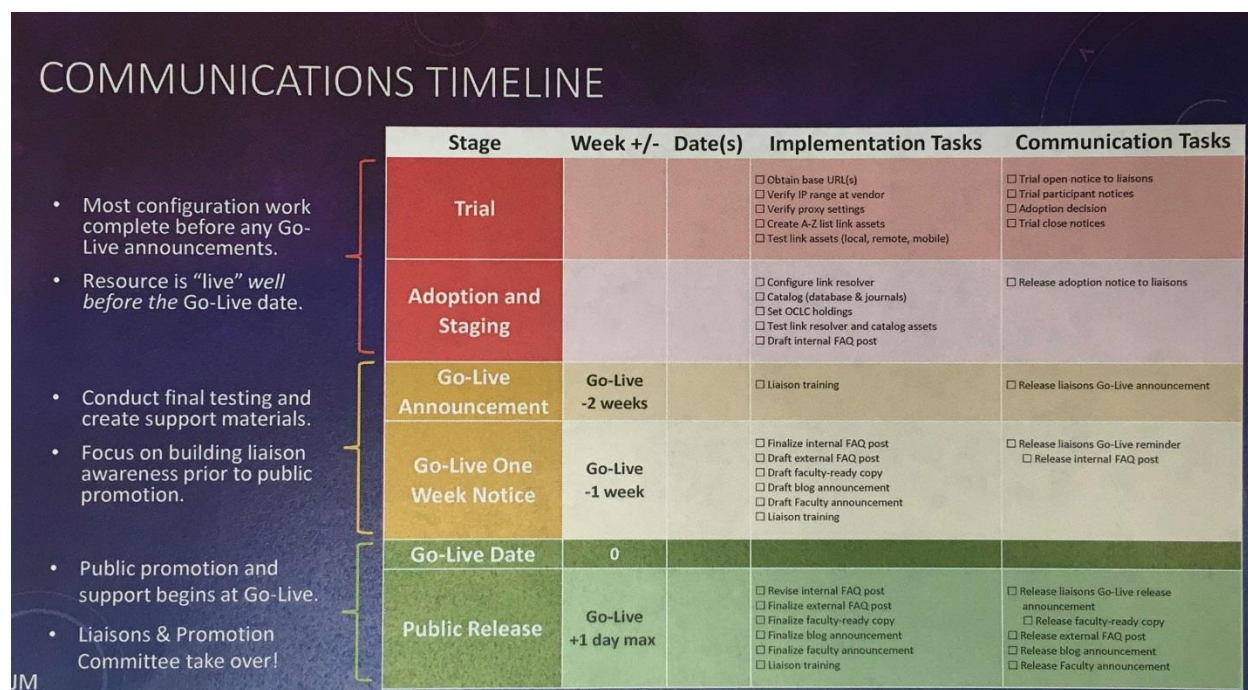 COMMUNICATIONS TIMELINE
• Most configuration work
complete before any Go-
Live announcements.
• Resource is “live” well
before the Go-Live date.
• Conduct final testing and
create support materials.
• Focus on building liaison
awareness prior to public
promotion.
• Public promotion and
support begins at Go-Live.
• Liaisons & Promotion
Committee take over!
JM
Stage Week +/- Date(s) Implementation Tasks Communication Tasks
Trial
☐ Obtain base URL(s)
☐ Verify IP range at vendor
☐ Verify proxy settings
☐ Create A-Z list link assets
☐ Test link assets (local, remote, mobile)
☐ Trial open notice to liaisons
☐ Trial participant notices
☐ Adoption decision
☐ Trial close notices
Adoption and
Staging
☐ Configure link resolver
☐ Catalog (database & journals)
☐ Set OCLC holdings
☐ Test link resolver and catalog assets
☐ Draft internal FAQ post
☐ Release adoption notice to liaisons
Go-Live
Announcement
Go-Live
-2 weeks
☐ Liaison training
☐ Release liaisons Go-Live announcement
Go-Live One
Week Notice
Go-Live
-1 week
☐ Finalize internal FAQ post
☐ Draft external FAQ post
☐ Draft faculty-ready copy
☐ Draft blog announcement
☐ Draft Faculty announcement
☐ Liaison training
☐ Release liaisons Go-Live reminder
☐ Release internal FAQ post
Go-Live Date 0
Public Release
Go-Live
+1 day max
☐ Revise internal FAQ post
☐ Finalize external FAQ post
☐ Finalize faculty-ready copy
☐ Finalize blog announcement
☐ Finalize faculty announcement
☐ Liaison training
☐ Release liaisons Go-Live release
announcement
☐ Release faculty-ready copy
☐ Release external FAQ post
☐ Release blog announcement
☐ Release Faculty announcement